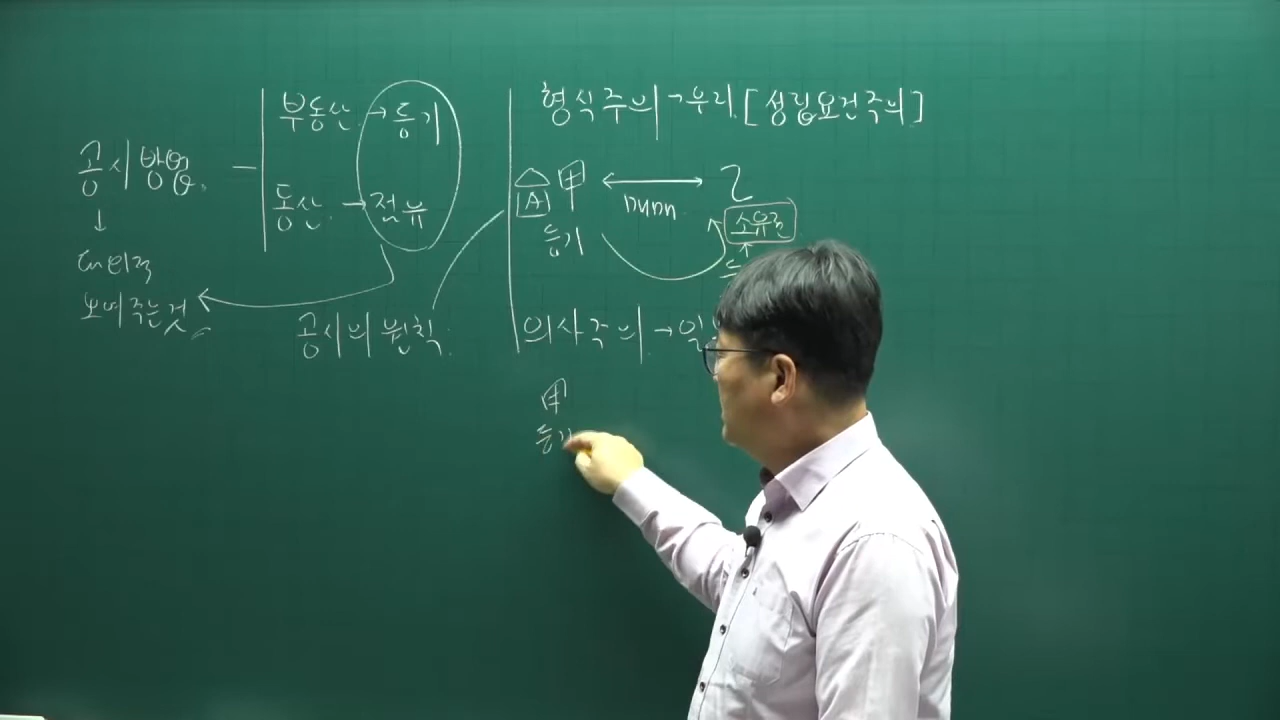 공시방법
↓
대외적
보여주는것
부동산 → 등기
동산 → 점유
공시의 원칙
형식주의 → 우리 [성립요건주의]
A 甲 ↔ 乙
매매
등기
소유권
↑
의사주의 →
甲
등기